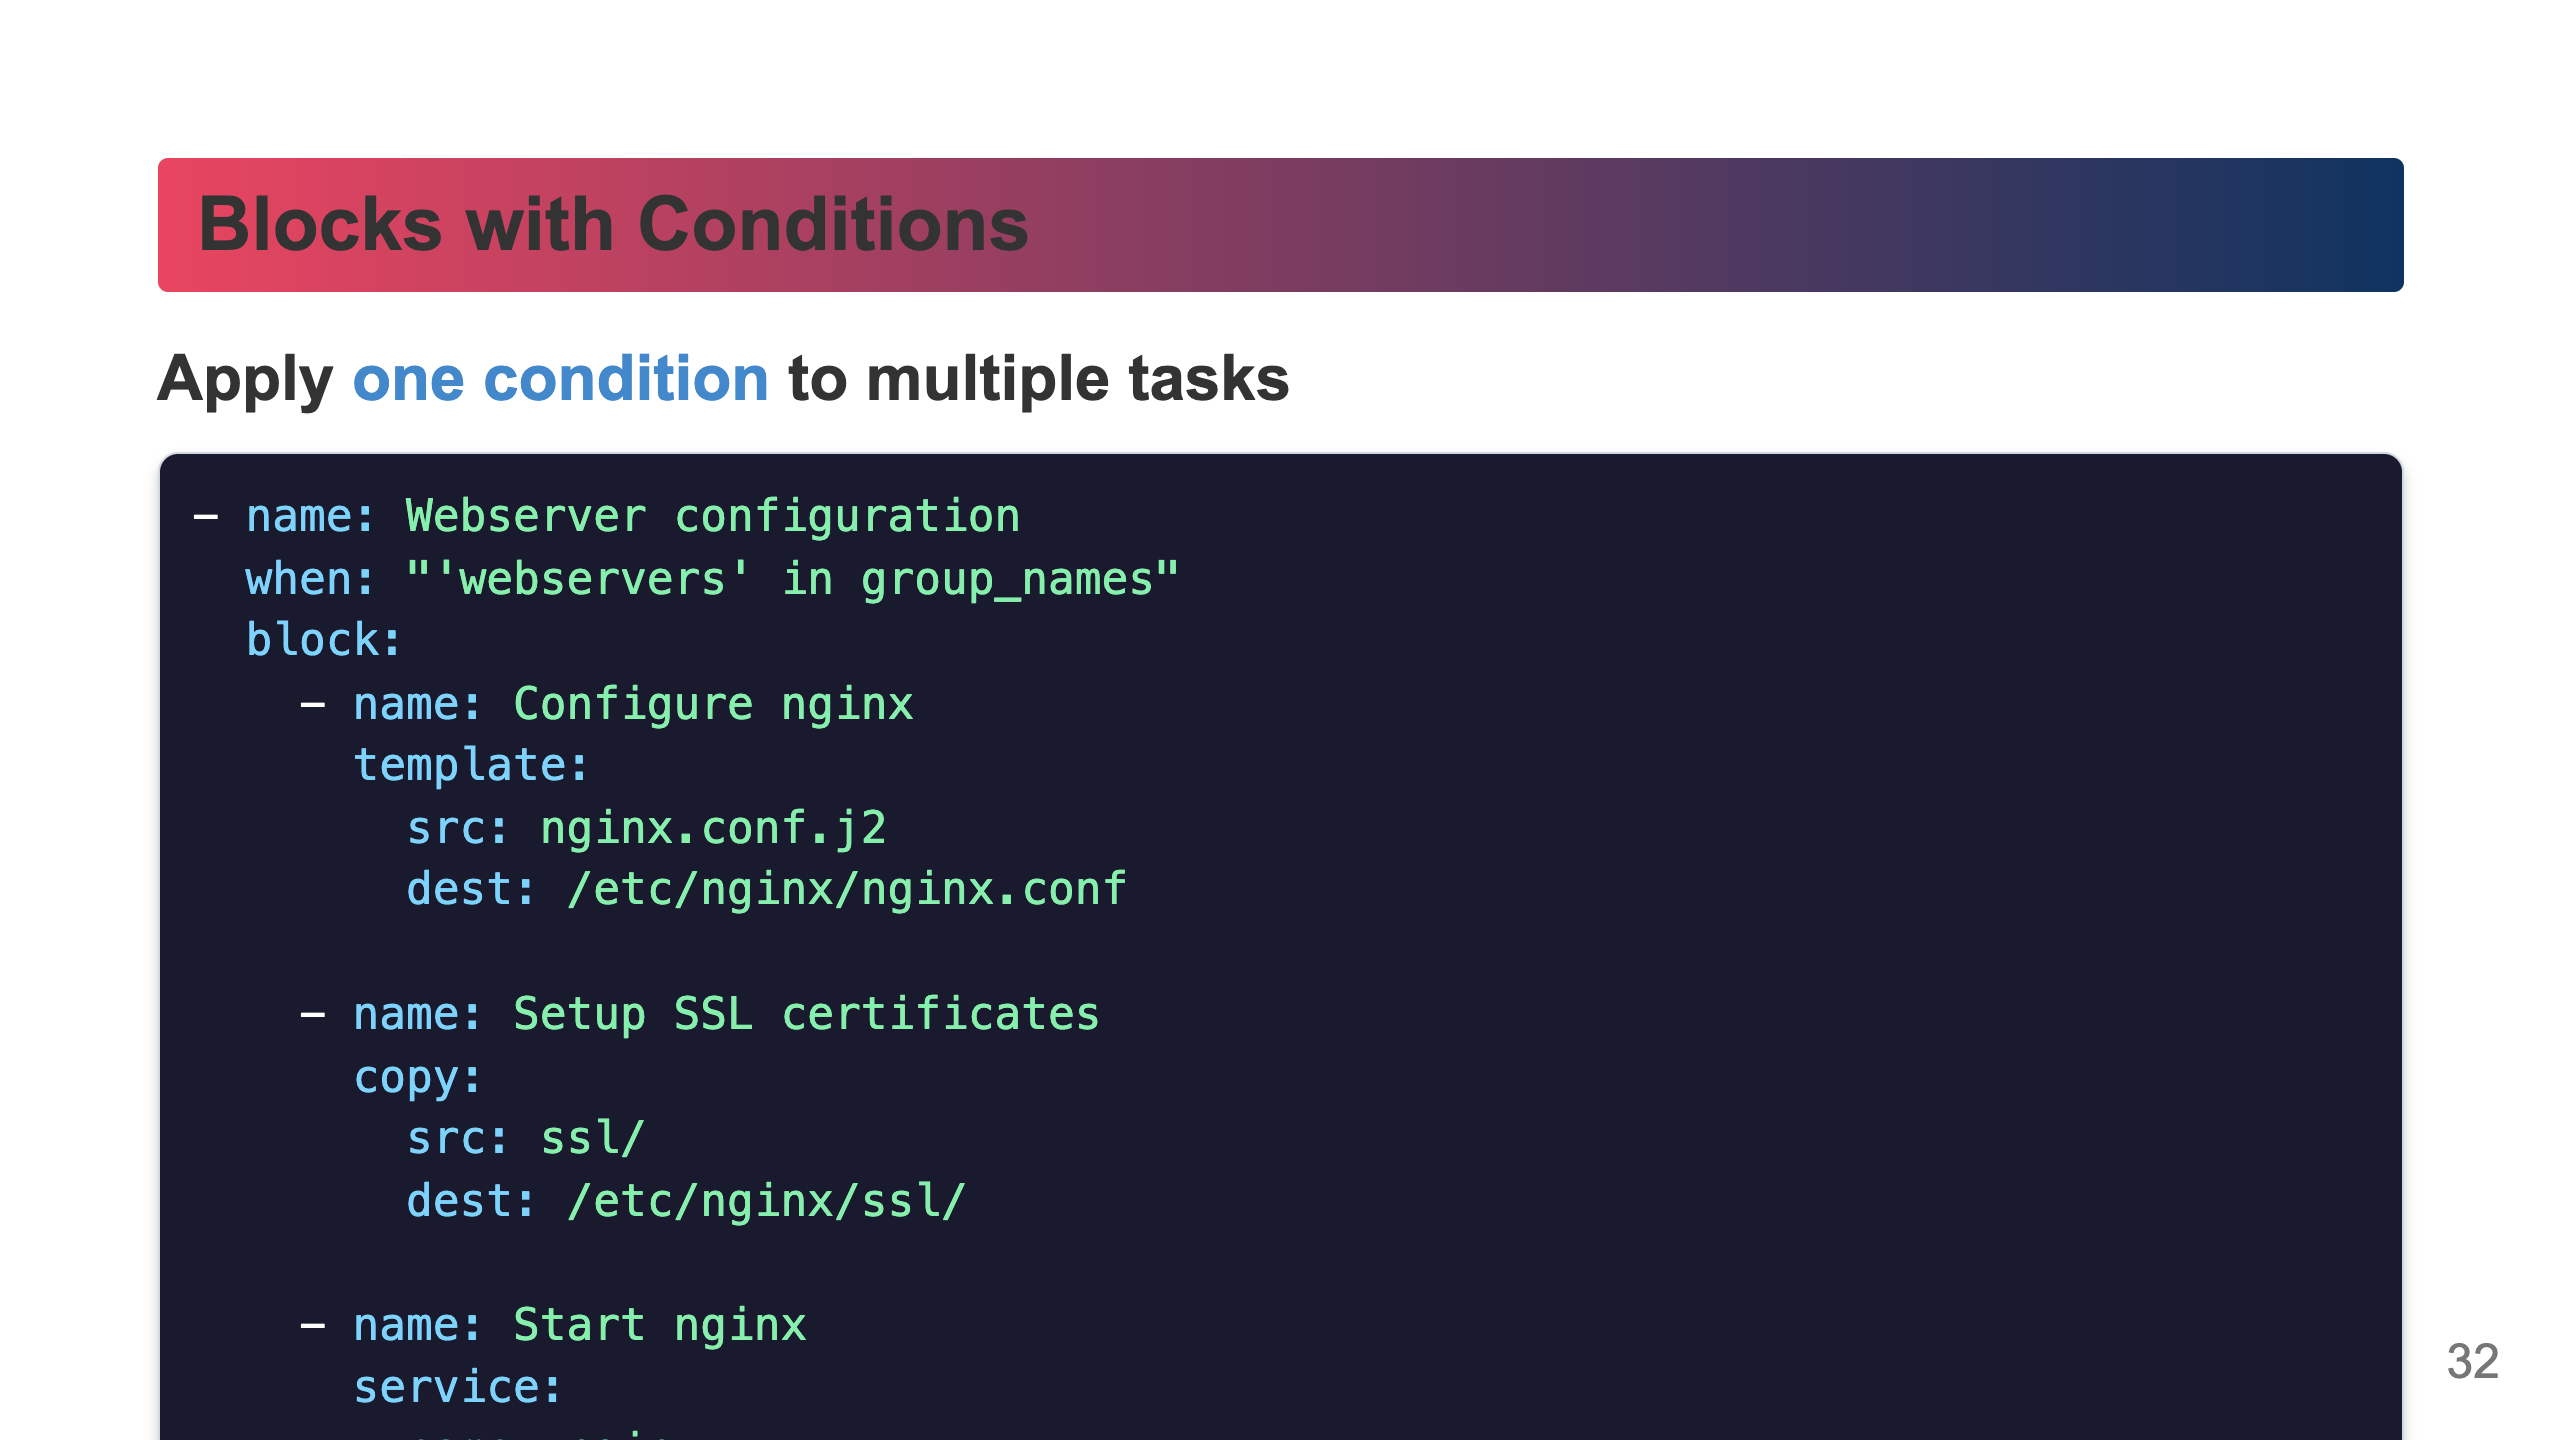 Blocks with Conditions
Apply one condition to multiple tasks
- name: Webserver configuration
  when: "'webservers' in group_names"
  block:
    - name: Configure nginx
      template:
        src: nginx.conf.j2
        dest: /etc/nginx/nginx.conf

    - name: Setup SSL certificates
      copy:
        src: ssl/
        dest: /etc/nginx/ssl/

    - name: Start nginx
      service:
32